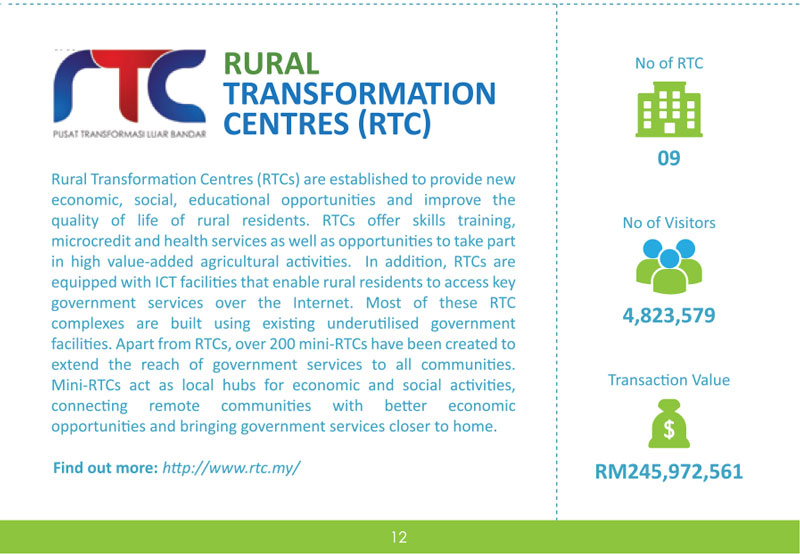 rTC
PUSAT TRANSFORMASI LUAR BANDAR
RURAL
TRANSFORMATION
CENTRES (RTC)
Rural Transformation Centres (RTCs) are established to provide new
economic, social, educational opportunities and improve the
quality of life of rural residents. RTCs offer skills training,
microcredit and health services as well as opportunities to take part
in high value-added agricultural activities. In addition, RTCs are
equipped with ICT facilities that enable rural residents to access key
government services over the Internet. Most of these RTC
complexes are built using existing underutilised government
facilities. Apart from RTCs, over 200 mini-RTCs have been created to
extend the reach of government services to all communities.
Mini-RTCs act as local hubs for economic and social activities,
connecting remote communities with better economic
opportunities and bringing government services closer to home.
Find out more: http://www.rtc.my/
No of RTC
09
No of Visitors
4,823,579
Transaction Value
$
RM245,972,561
12